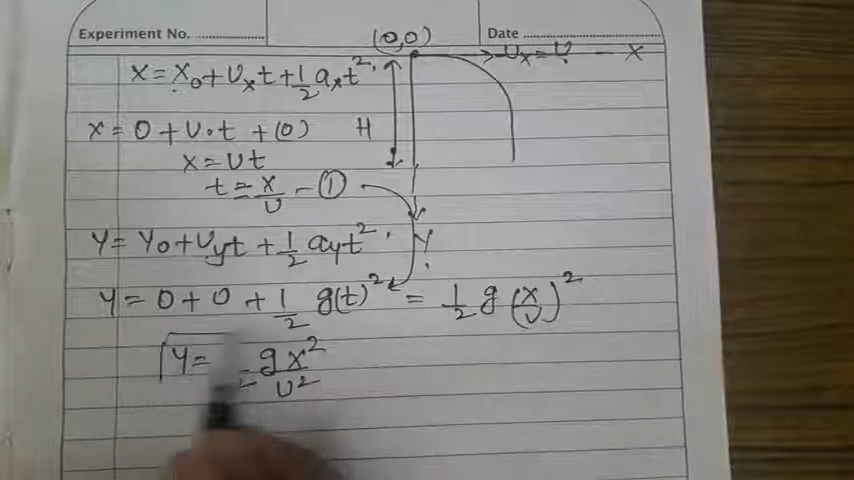 Experiment No.
Date
(0,0)
→ Ux = U — X
x = x₀ + Uₓt + 1/2 aₓt²
x = 0 + U·t + (0)
H
x = Ut
t = x/U — ①
Y = Y₀ + Uyt + 1/2 ayt²
Y
Y = 0 + 0 + 1/2 g(t)² = 1/2 g (x/U)²
Y = gx²/U²